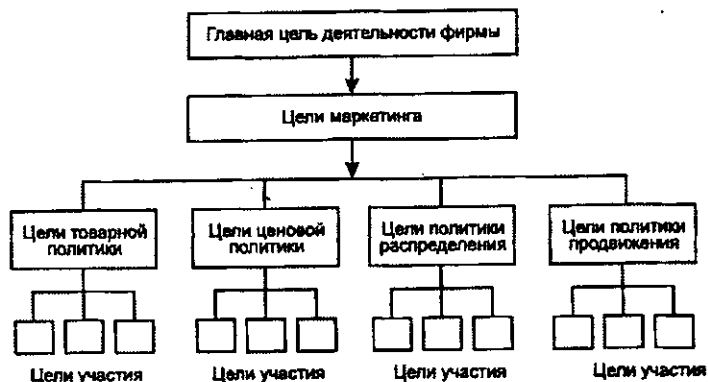 Главная цель деятельности фирмы
Цели маркетинга
Цели товарной
политики
Цели ценовой
политики
Цели политики
распределения
Цели политики
продвижения
Цели участия
Цели участия
Цели участия
Цели участия